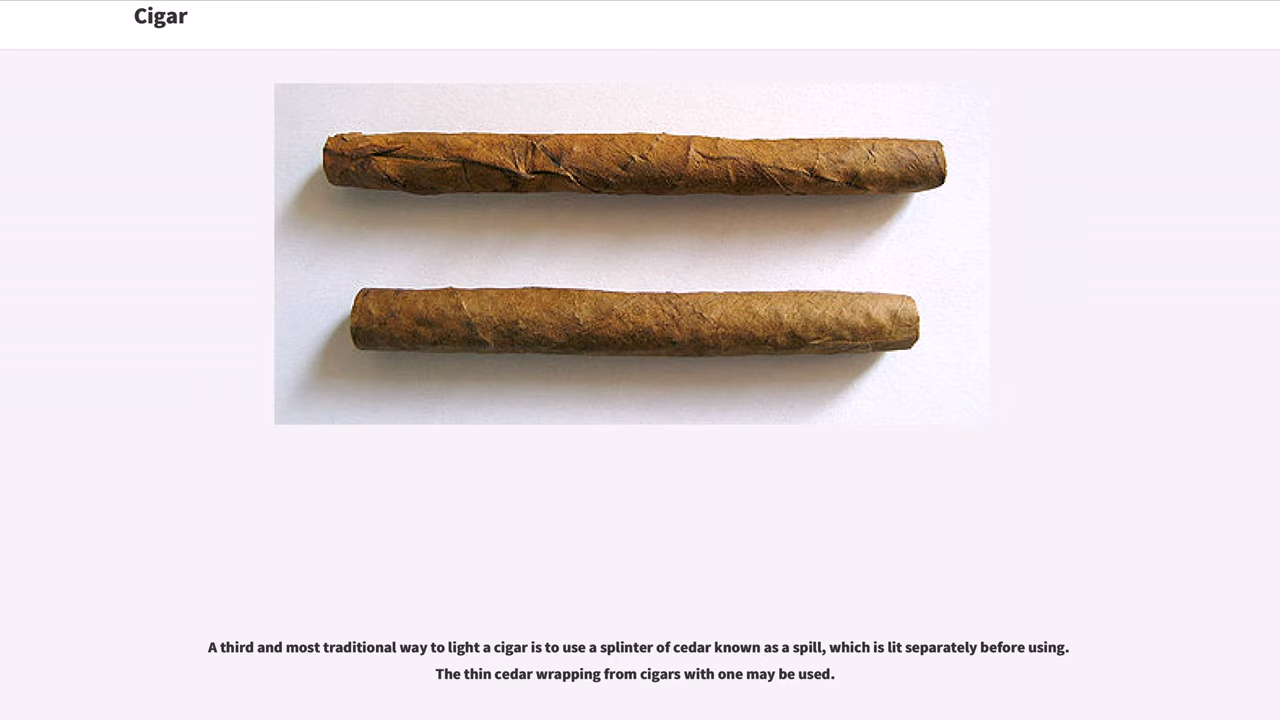 Cigar
A third and most traditional way to light a cigar is to use a splinter of cedar known as a spill, which is lit separately before using.
The thin cedar wrapping from cigars with one may be used.